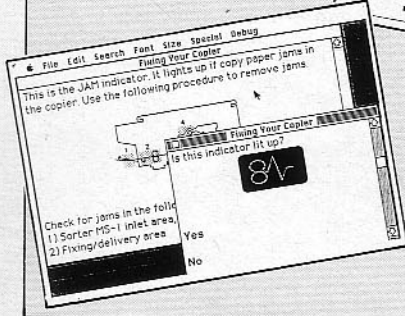 File Edit Search Font Size Special Debug
Fixing Your Copier
This is the JAM indicator. It lights up if copy paper jams in
the copier. Use the following procedure to remove jams.
Check for jams in the follo
1) Sorter MS-1 inlet area,
2) Fixing/delivery area
Fixing Your Copier
Is this indicator lit up?
Yes
No